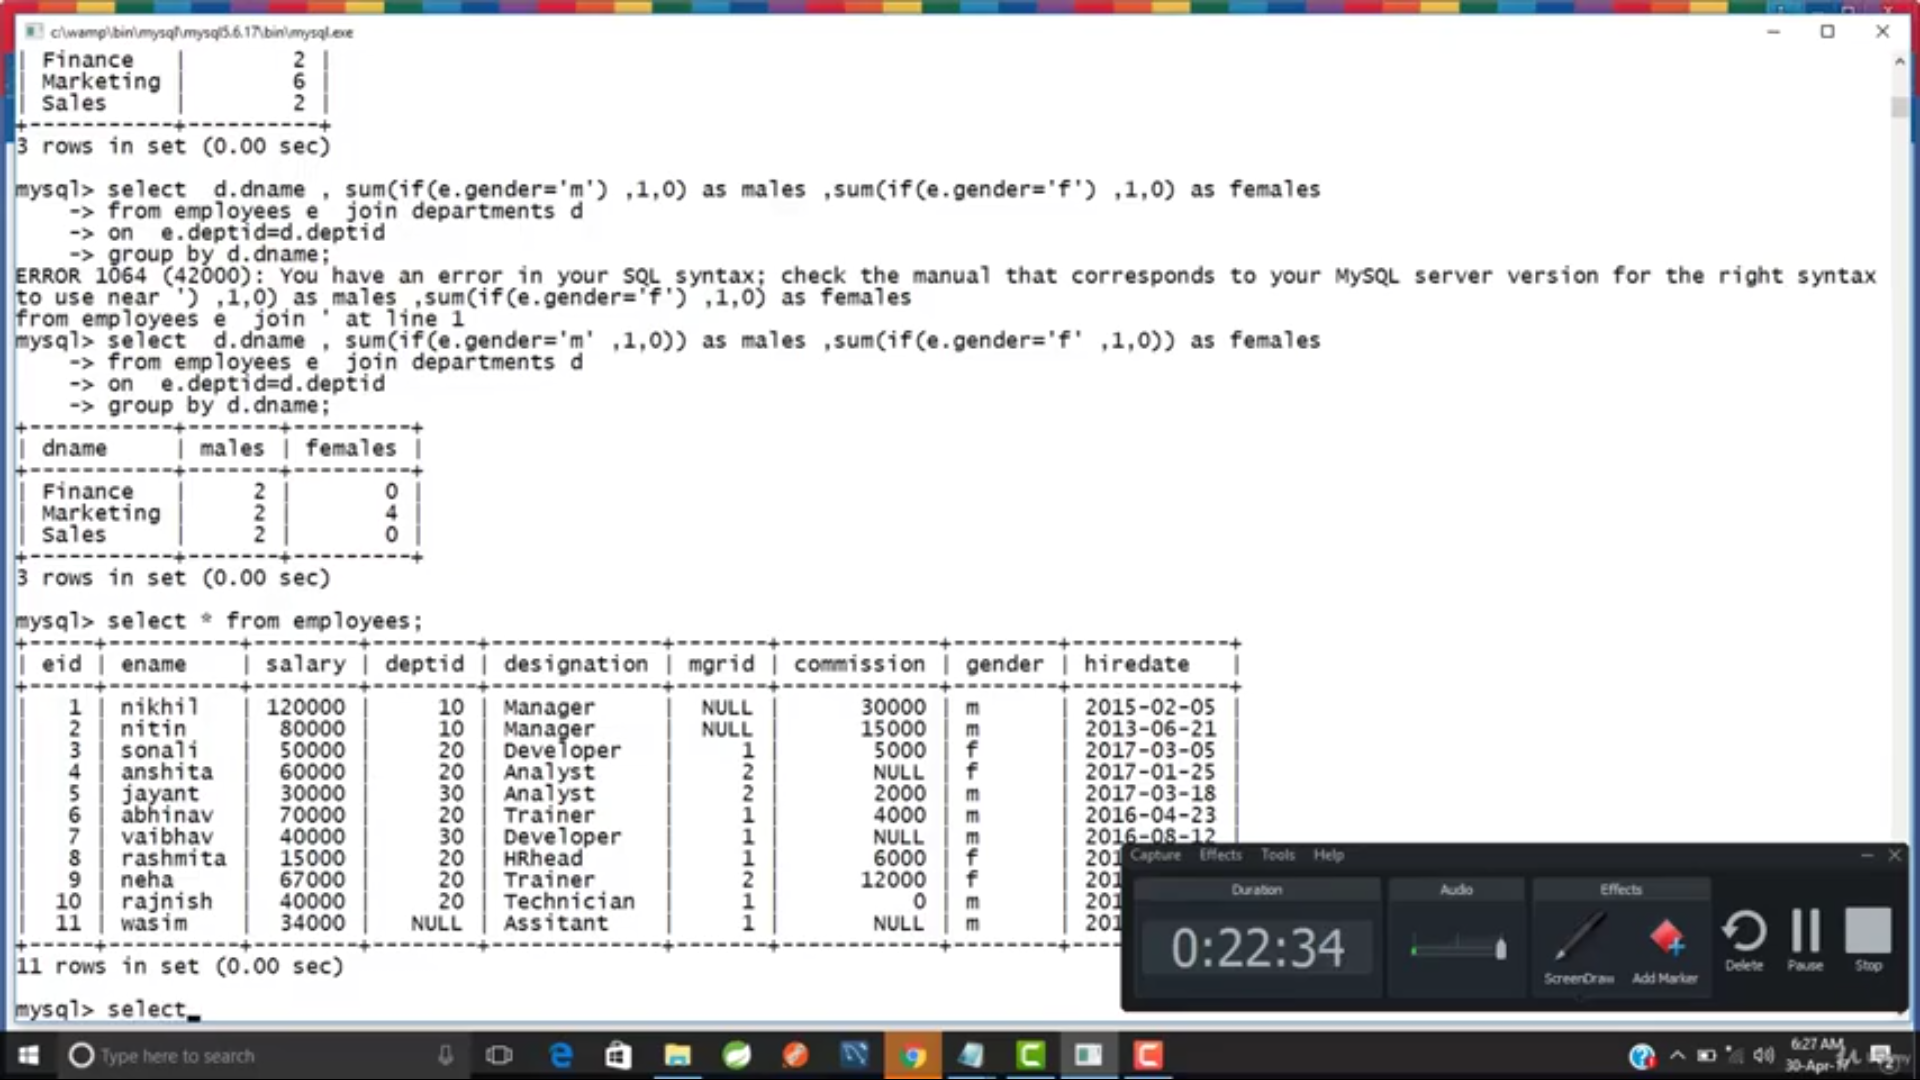 c:\wamp\bin\mysql\mysql5.6.17\bin\mysql.exe
| Finance   |        2 |
| Marketing |        6 |
| Sales     |        2 |
+-----------+----------+
3 rows in set (0.00 sec)
mysql> select  d.dname , sum(if(e.gender='m') ,1,0) as males ,sum(if(e.gender='f') ,1,0) as females
    -> from employees e  join departments d
    -> on  e.deptid=d.deptid
    -> group by d.dname;
ERROR 1064 (42000): You have an error in your SQL syntax; check the manual that corresponds to your MySQL server version for the right syntax
to use near ') ,1,0) as males ,sum(if(e.gender='f') ,1,0) as females
from employees e  join ' at line 1
mysql> select  d.dname , sum(if(e.gender='m' ,1,0)) as males ,sum(if(e.gender='f' ,1,0)) as females
    -> from employees e  join departments d
    -> on  e.deptid=d.deptid
    -> group by d.dname;
+-----------+-------+---------+
| dname     | males | females |
+-----------+-------+---------+
| Finance   |     2 |       0 |
| Marketing |     2 |       4 |
| Sales     |     2 |       0 |
+-----------+-------+---------+
3 rows in set (0.00 sec)
mysql> select * from employees;
+-----+----------+--------+--------+-------------+-------+------------+--------+------------+
| eid | ename    | salary | deptid | designation | mgrid | commission | gender | hiredate   |
+-----+----------+--------+--------+-------------+-------+------------+--------+------------+
|   1 | nikhil   | 120000 |     10 | Manager     |  NULL |      30000 | m      | 2015-02-05 |
|   2 | nitin    |  80000 |     10 | Manager     |  NULL |      15000 | m      | 2013-06-21 |
|   3 | sonali   |  50000 |     20 | Developer   |     1 |       5000 | f      | 2017-03-05 |
|   4 | anshita  |  60000 |     20 | Analyst     |     2 |       NULL | f      | 2017-01-25 |
|   5 | jayant   |  30000 |     30 | Analyst     |     2 |       2000 | m      | 2017-03-18 |
|   6 | abhinav  |  70000 |     20 | Trainer     |     1 |       4000 | m      | 2016-04-23 |
|   7 | vaibhav  |  40000 |     30 | Developer   |     1 |       NULL | m      | 2016-08-12 |
|   8 | rashmita |  15000 |     20 | HRhead      |     1 |       6000 | f      | 201
|   9 | neha     |  67000 |     20 | Trainer     |     2 |      12000 | f      | 201
|  10 | rajnish  |  40000 |     20 | Technician  |     1 |          0 | m      | 201
|  11 | wasim    |  34000 |   NULL | Assitant    |     1 |       NULL | m      | 201
+-----+----------+--------+--------+-------------+-------+------------+--------+
11 rows in set (0.00 sec)
mysql> select_
Capture Effects Tools Help
Duration Audio Effects
0:22:34
ScreenDraw Add Marker Delete Pause Stop
Type here to search
6:27 AM
30-Apr-17